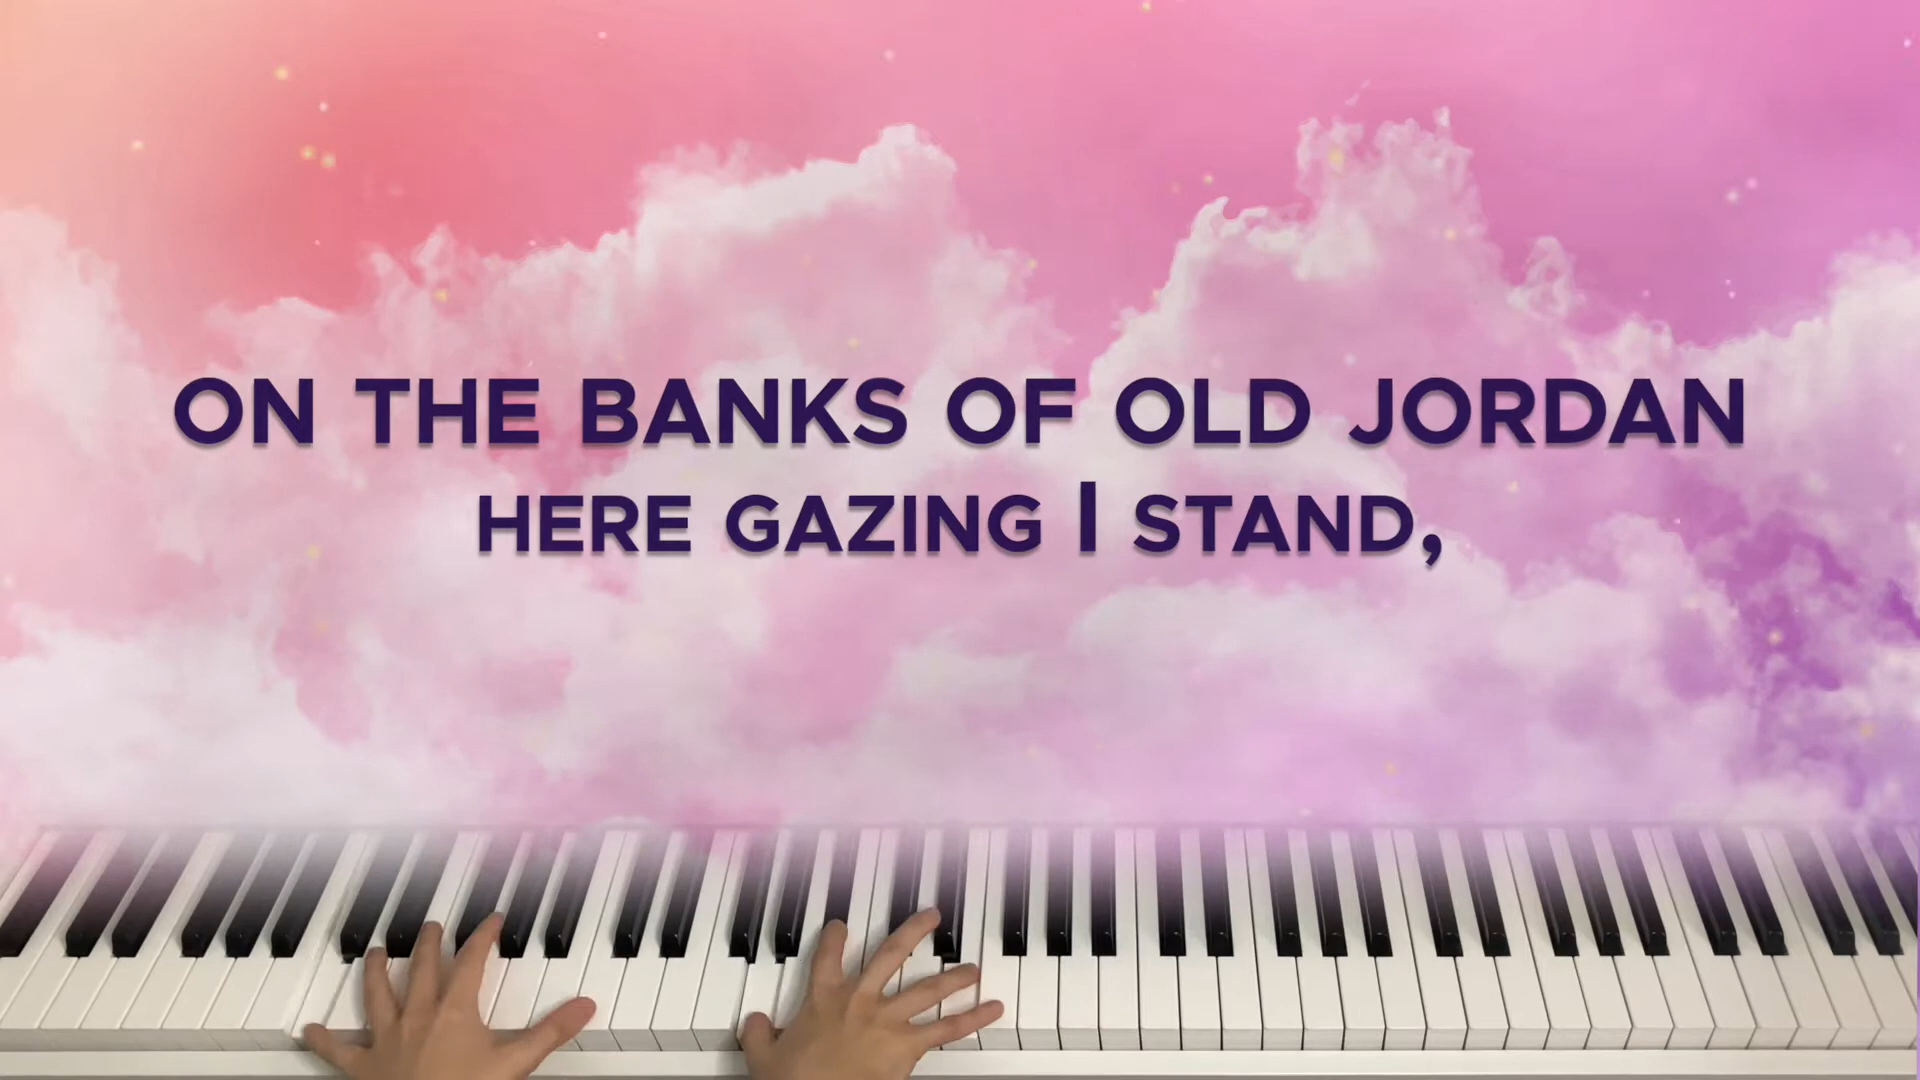 ON THE BANKS OF OLD JORDAN
HERE GAZING I STAND,